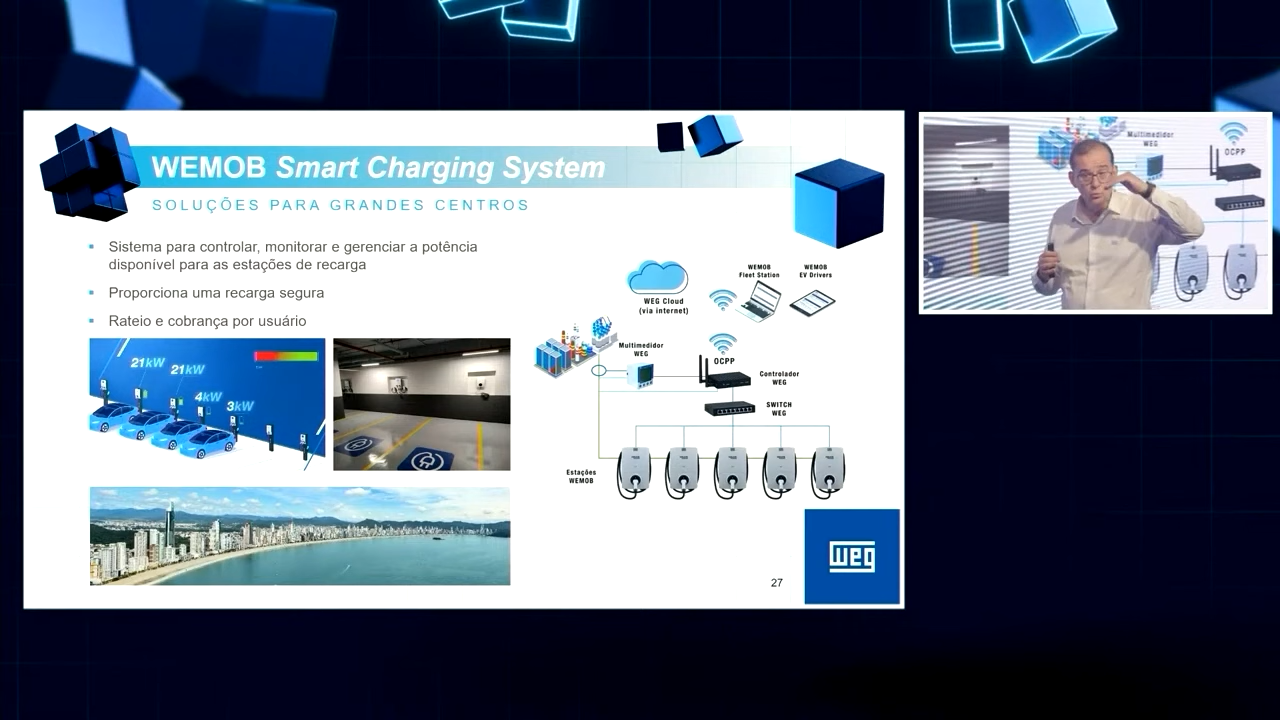 WEMOB Smart Charging System
SOLUÇÕES PARA GRANDES CENTROS
▪ Sistema para controlar, monitorar e gerenciar a potência
disponível para as estações de recarga
▪ Proporciona uma recarga segura
▪ Rateio e cobrança por usuário
21kW
21kW
4kW
3kW
WEMOB
Fleet Station
WEMOB
EV Drivers
WEG Cloud
(via internet)
Multimedidor
WEG
OCPP
Controlador
WEG
SWITCH
WEG
Estações
WEMOB
27
weg
Multimedidor
WEG
OCPP